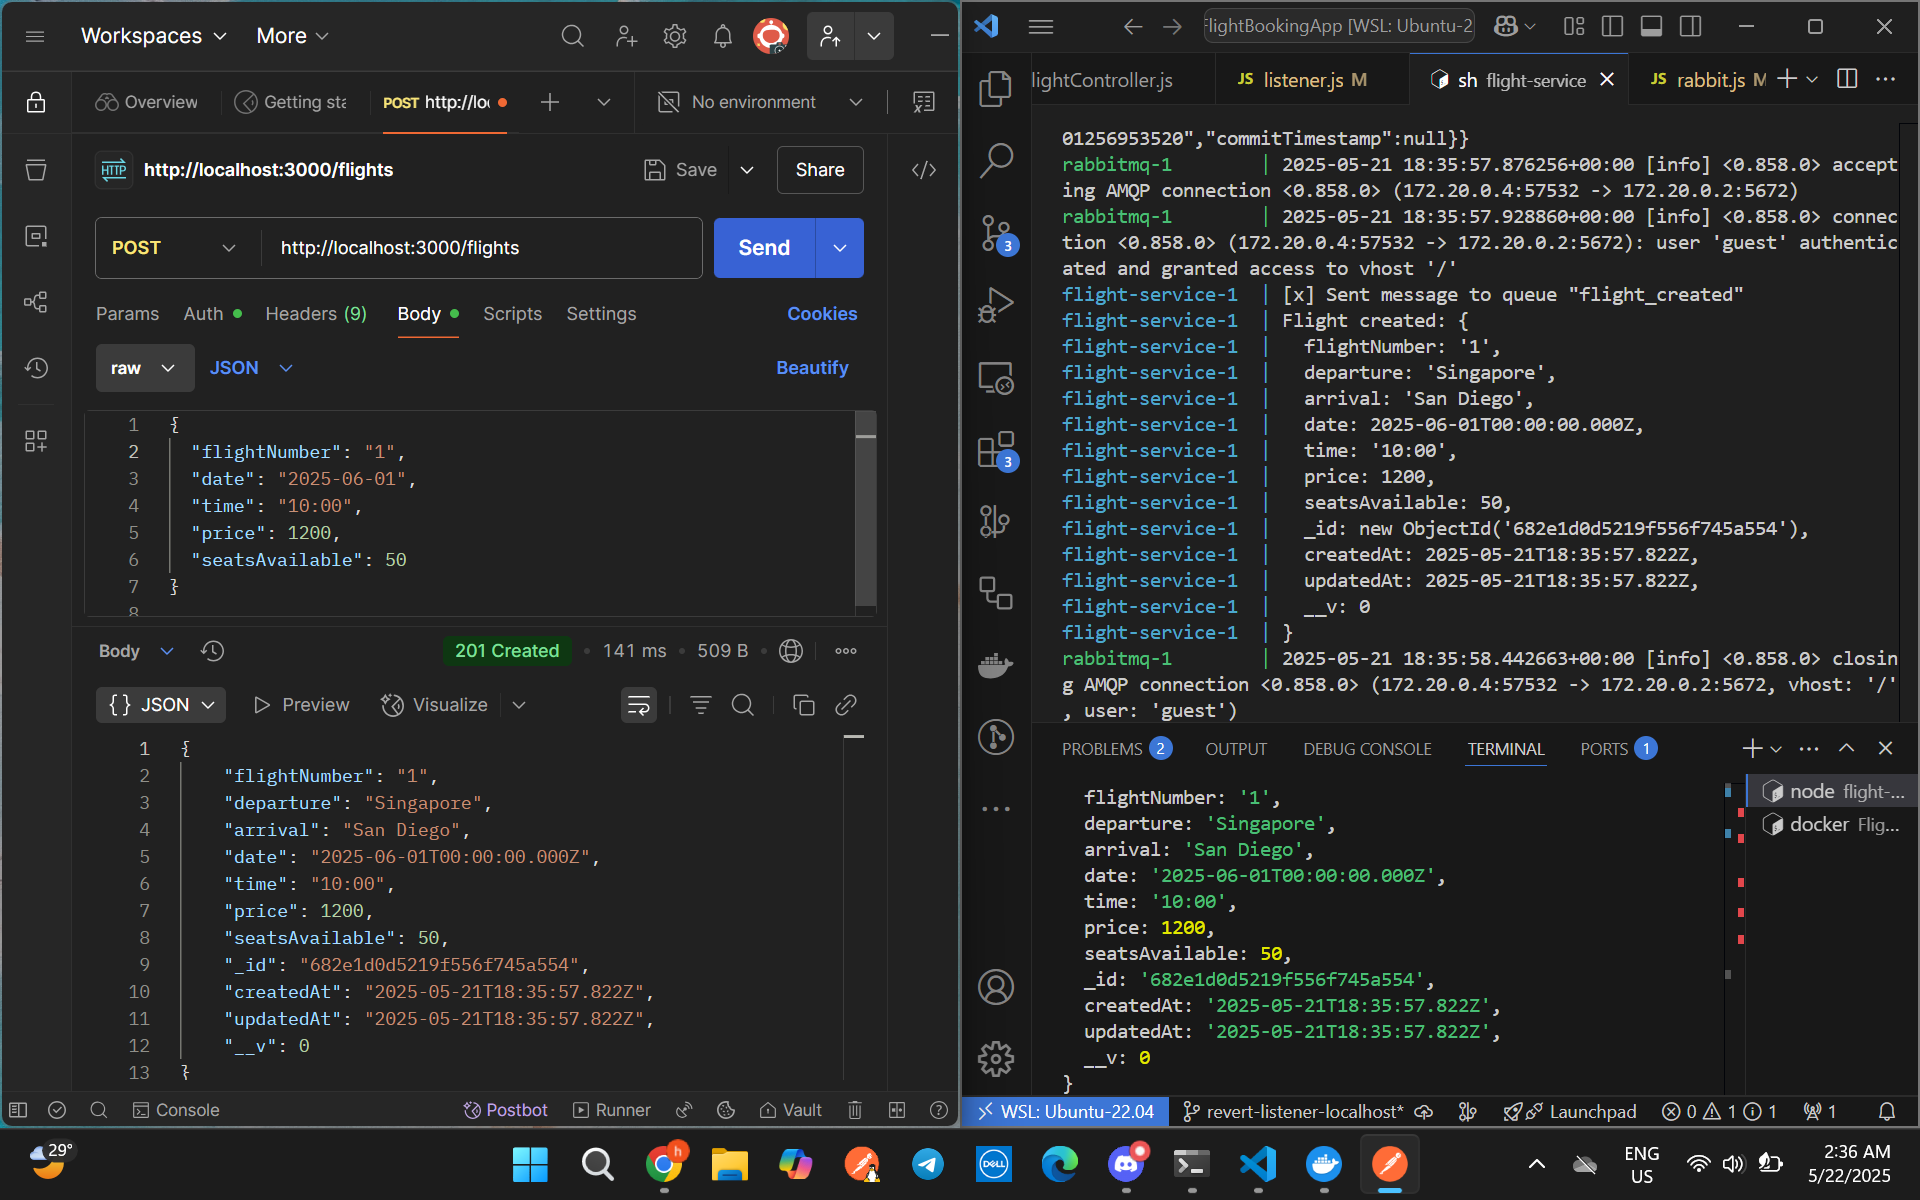 Workspaces
More
Overview
Getting sta
POST http://loc
No environment
HTTP
http://localhost:3000/flights
Save
Share
POST
http://localhost:3000/flights
Send
Params
Auth
Headers (9)
Body
Scripts
Settings
Cookies
raw
JSON
Beautify
1 {
2 "flightNumber": "1",
3 "date": "2025-06-01",
4 "time": "10:00",
5 "price": 1200,
6 "seatsAvailable": 50
7 }
8
Body
201 Created
141 ms
509 B
{} JSON
Preview
Visualize
1 {
2 "flightNumber": "1",
3 "departure": "Singapore",
4 "arrival": "San Diego",
5 "date": "2025-06-01T00:00:00.000Z",
6 "time": "10:00",
7 "price": 1200,
8 "seatsAvailable": 50,
9 "_id": "682e1d0d5219f556f745a554",
10 "createdAt": "2025-05-21T18:35:57.822Z",
11 "updatedAt": "2025-05-21T18:35:57.822Z",
12 "__v": 0
13 }
Console
Postbot
Runner
Vault
FlightBookingApp [WSL: Ubuntu-2
lightController.js
JS listener.js M
sh flight-service
JS rabbit.js M
3
3
01256953520","commitTimestamp":null}}
rabbitmq-1 | 2025-05-21 18:35:57.876256+00:00 [info] <0.858.0> accept
ing AMQP connection <0.858.0> (172.20.0.4:57532 -> 172.20.0.2:5672)
rabbitmq-1 | 2025-05-21 18:35:57.928860+00:00 [info] <0.858.0> connec
tion <0.858.0> (172.20.0.4:57532 -> 172.20.0.2:5672): user 'guest' authentic
ated and granted access to vhost '/'
flight-service-1 | [x] Sent message to queue "flight_created"
flight-service-1 | Flight created: {
flight-service-1 | flightNumber: '1',
flight-service-1 | departure: 'Singapore',
flight-service-1 | arrival: 'San Diego',
flight-service-1 | date: 2025-06-01T00:00:00.000Z,
flight-service-1 | time: '10:00',
flight-service-1 | price: 1200,
flight-service-1 | seatsAvailable: 50,
flight-service-1 | _id: new ObjectId('682e1d0d5219f556f745a554'),
flight-service-1 | createdAt: 2025-05-21T18:35:57.822Z,
flight-service-1 | updatedAt: 2025-05-21T18:35:57.822Z,
flight-service-1 | __v: 0
flight-service-1 | }
rabbitmq-1 | 2025-05-21 18:35:58.442663+00:00 [info] <0.858.0> closin
g AMQP connection <0.858.0> (172.20.0.4:57532 -> 172.20.0.2:5672, vhost: '/'
, user: 'guest')
PROBLEMS 2
OUTPUT
DEBUG CONSOLE
TERMINAL
PORTS 1
flightNumber: '1',
departure: 'Singapore',
arrival: 'San Diego',
date: '2025-06-01T00:00:00.000Z',
time: '10:00',
price: 1200,
seatsAvailable: 50,
_id: '682e1d0d5219f556f745a554',
createdAt: '2025-05-21T18:35:57.822Z',
updatedAt: '2025-05-21T18:35:57.822Z',
__v: 0
}
node flight-...
docker Flig...
WSL: Ubuntu-22.04
revert-listener-localhost*
Launchpad
0
1
1
1
29°
h
DELL
ENG
US
2:36 AM
5/22/2025